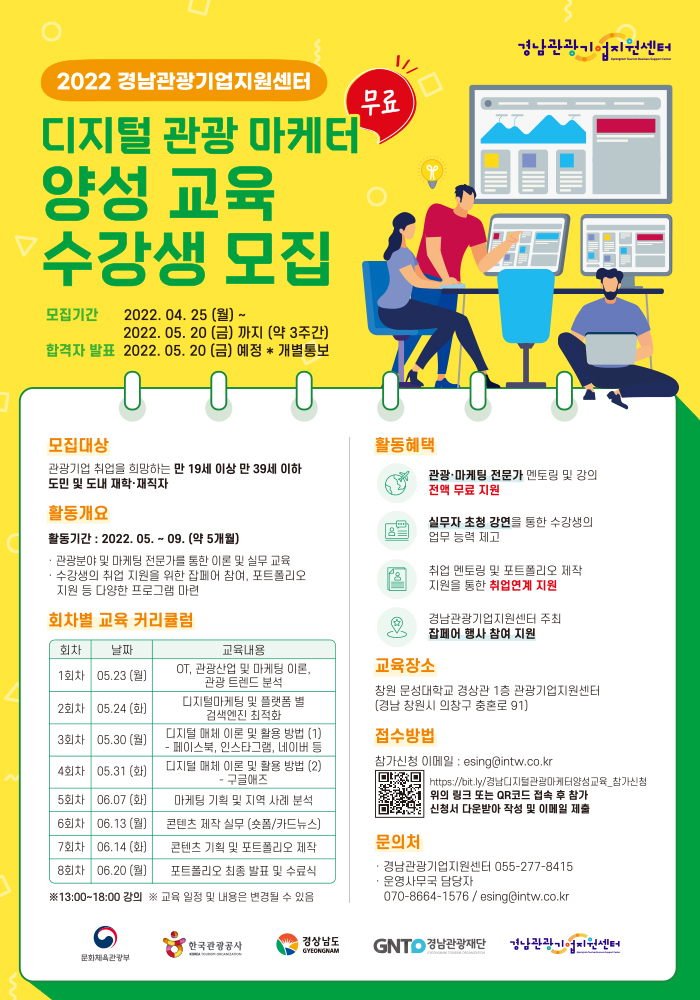 경남관광기업지원센터
2022 경남관광기업지원센터
무료
디지털 관광 마케터
양성 교육
수강생 모집
모집기간 2022. 04. 25 (월) ~
2022. 05. 20 (금) 까지 (약 3주간)
합격자 발표 2022. 05. 20 (금) 예정 * 개별통보
모집대상
관광기업 취업을 희망하는 만 19세 이상 만 39세 이하
도민 및 도내 재학·재직자
활동개요
활동기간 : 2022. 05. ~ 09. (약 5개월)
· 관광분야 및 마케팅 전문가를 통한 이론 및 실무 교육
· 수강생의 취업 지원을 위한 잡페어 참여, 포트폴리오
지원 등 다양한 프로그램 마련
회차별 교육 커리큘럼
회차 날짜 교육내용
1회차 05.23 (월) OT, 관광산업 및 마케팅 이론,
관광 트렌드 분석
2회차 05.24 (화) 디지털마케팅 및 플랫폼 별
검색엔진 최적화
3회차 05.30 (월) 디지털 매체 이론 및 활용 방법 (1)
- 페이스북, 인스타그램, 네이버 등
4회차 05.31 (화) 디지털 매체 이론 및 활용 방법 (2)
- 구글애즈
5회차 06.07 (화) 마케팅 기획 및 지역 사례 분석
6회차 06.13 (월) 콘텐츠 제작 실무 (숏폼/카드뉴스)
7회차 06.14 (화) 콘텐츠 기획 및 포트폴리오 제작
8회차 06.20 (월) 포트폴리오 최종 발표 및 수료식
※13:00~18:00 강의 ※ 교육 일정 및 내용은 변경될 수 있음
활동혜택
관광·마케팅 전문가 멘토링 및 강의
전액 무료 지원
실무자 초청 강연을 통한 수강생의
업무 능력 제고
취업 멘토링 및 포트폴리오 제작
지원을 통한 취업연계 지원
경남관광기업지원센터 주최
잡페어 행사 참여 지원
교육장소
창원 문성대학교 경상관 1층 관광기업지원센터
(경남 창원시 의창구 충혼로 91)
접수방법
참가신청 이메일 : esing@intw.co.kr
https://bit.ly/경남디지털관광마케터양성교육_참가신청
위의 링크 또는 QR코드 접속 후 참가
신청서 다운받아 작성 및 이메일 제출
문의처
· 경남관광기업지원센터 055-277-8415
· 운영사무국 담당자
070-8664-1576 / esing@intw.co.kr
문화체육관광부
한국관광공사
KOREA TOURISM ORGANIZATION
경상남도
GYEONGNAM
GNTO 경남관광재단
경남관광기업지원센터